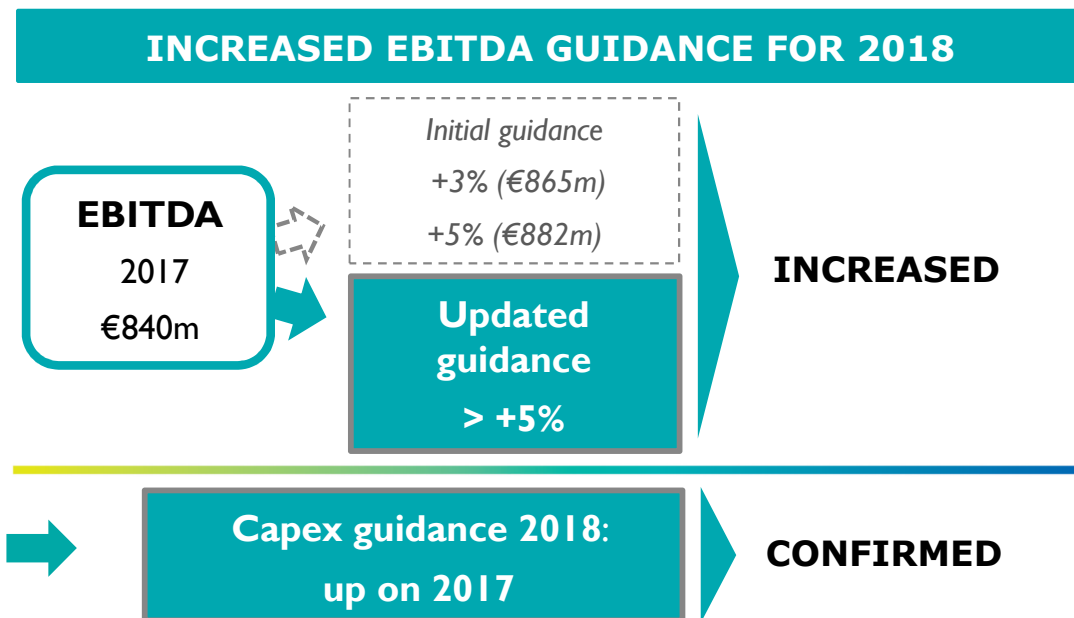 INCREASED EBITDA GUIDANCE FOR 2018
Initial guidance
+3% (€865m)
+5% (€882m)
EBITDA
2017
€840m
Updated
guidance
> +5%
INCREASED
Capex guidance 2018:
up on 2017
CONFIRMED